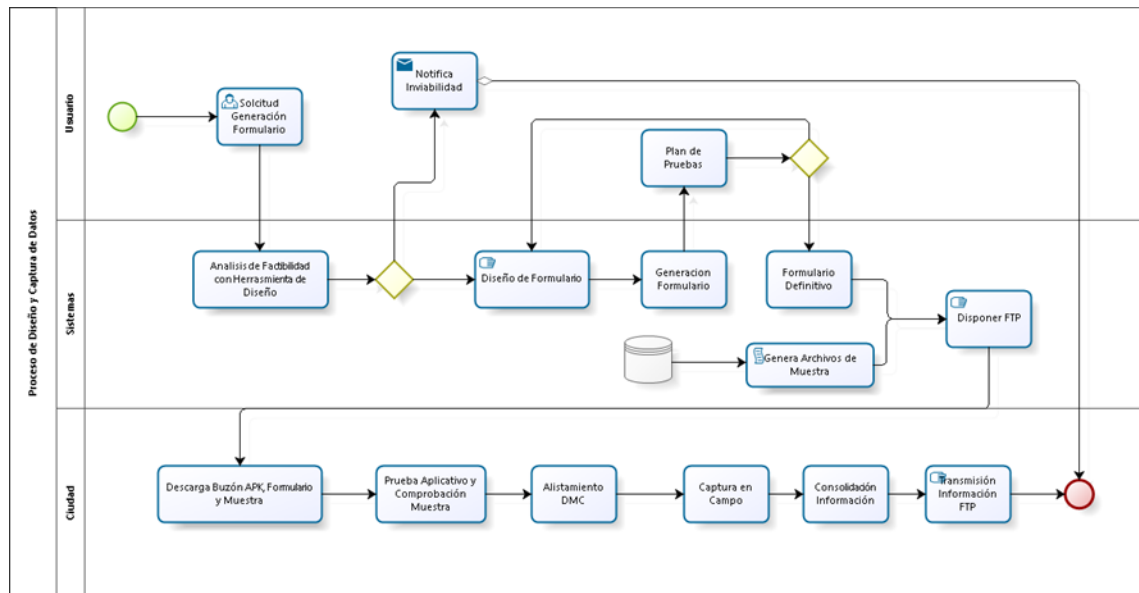 Proceso de Diseño y Captura de Datos
Usuario
Solcitud
Generación
Formulario
Notifica
Inviabilidad
Plan de
Pruebas
Sistemas
Analisis de Factibilidad
con Herrasmienta de
Diseño
Diseño de Formulario
Generacion
Formulario
Formulario
Definitivo
Disponer FTP
Genera Archivos de
Muestra
Ciudad
Descarga Buzón APK, Formulario
y Muestra
Prueba Aplicativo y
Comprobación
Muestra
Alistamiento
DMC
Captura en
Campo
Consolidación
Información
Transmisión
Información
FTP